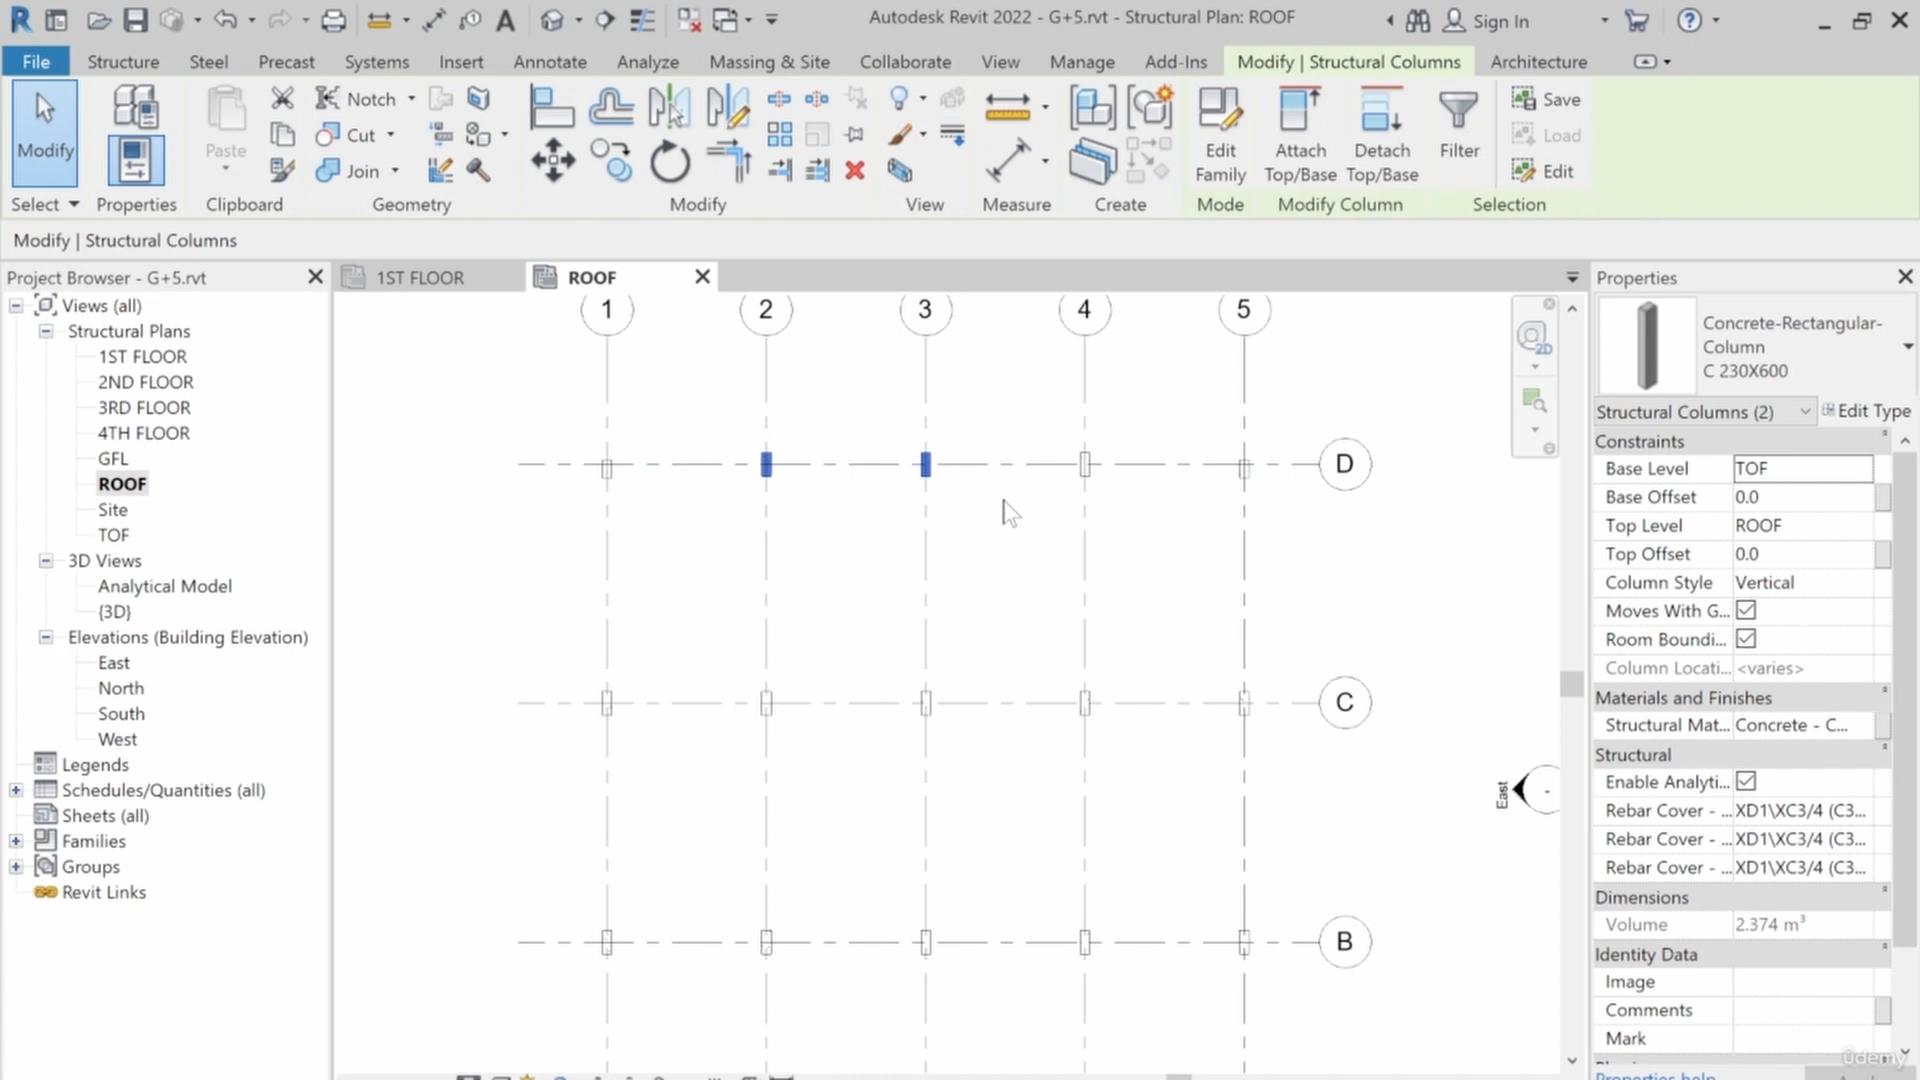 Autodesk Revit 2022 - G+5.rvt - Structural Plan: ROOF
Sign In
File Structure Steel Precast Systems Insert Annotate Analyze Massing & Site Collaborate View Manage Add-Ins Modify | Structural Columns Architecture
Modify
Paste
Notch
Cut
Join
Edit Family
Attach Top/Base
Detach Top/Base
Filter
Save
Load
Edit
Select Properties Clipboard Geometry Modify View Measure Create Mode Modify Column Selection
Modify | Structural Columns
Project Browser - G+5.rvt
Views (all)
Structural Plans
1ST FLOOR
2ND FLOOR
3RD FLOOR
4TH FLOOR
GFL
ROOF
Site
TOF
3D Views
Analytical Model
{3D}
Elevations (Building Elevation)
East
North
South
West
Legends
Schedules/Quantities (all)
Sheets (all)
Families
Groups
Revit Links
1ST FLOOR ROOF
1 2 3 4 5
D
C
B
East
-
2D
Properties
Concrete-Rectangular-
Column
C 230X600
Structural Columns (2) Edit Type
Constraints
Base Level TOF
Base Offset 0.0
Top Level ROOF
Top Offset 0.0
Column Style Vertical
Moves With G...
Room Boundi...
Column Locati... <varies>
Materials and Finishes
Structural Mat... Concrete - C...
Structural
Enable Analyti...
Rebar Cover - ... XD1\XC3/4 (C3...
Rebar Cover - ... XD1\XC3/4 (C3...
Rebar Cover - ... XD1\XC3/4 (C3...
Dimensions
Volume 2.374 m³
Identity Data
Image
Comments
Mark
Properties help
ûdemy